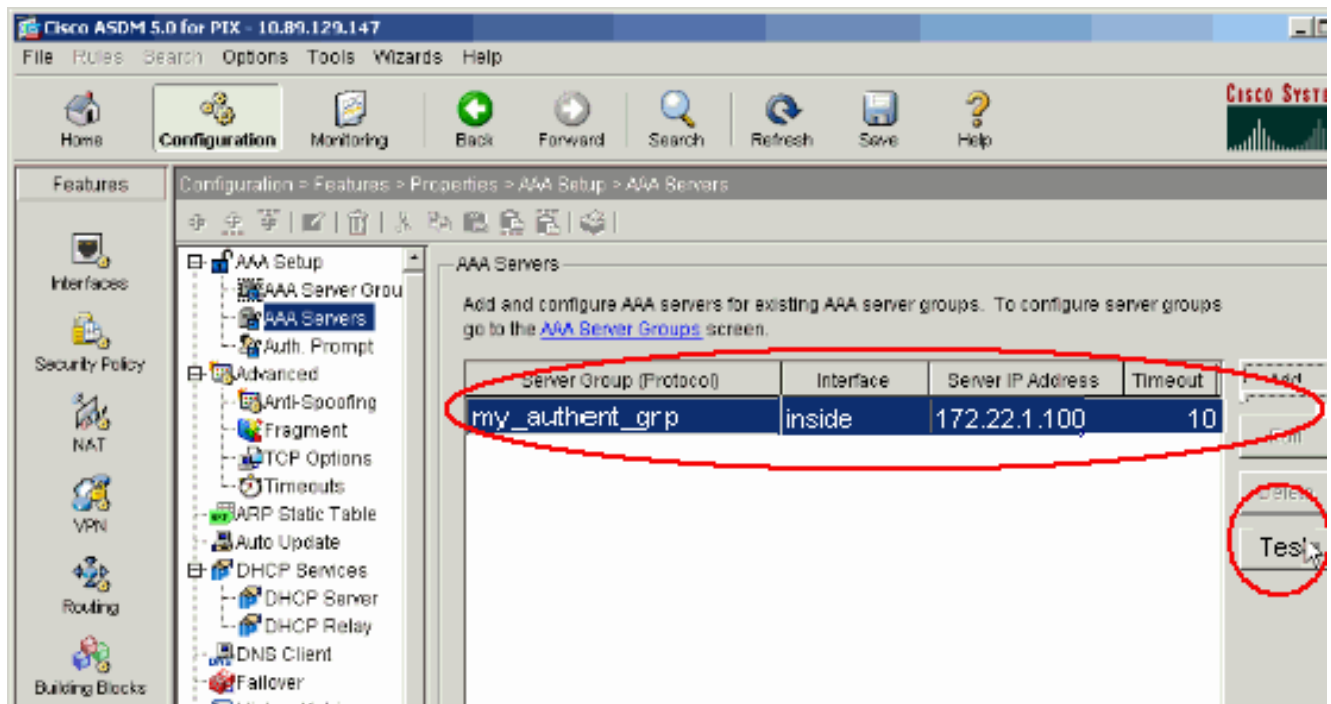 Cisco ASDM 5.0 for PIX - 10.89.129.147
File Rules Search Options Tools Wizards Help
Home Configuration Monitoring Back Forward Search Refresh Save Help
CISCO SYSTE
Features
Configuration > Features > Properties > AAA Setup > AAA Servers
Interfaces
Security Policy
NAT
VPN
Routing
Building Blocks
AAA Setup
AAA Server Grou
AAA Servers
Auth. Prompt
Advanced
Anti-Spoofing
Fragment
TCP Options
Timeouts
ARP Static Table
Auto Update
DHCP Services
DHCP Server
DHCP Relay
DNS Client
Failover
AAA Servers
Add and configure AAA servers for existing AAA server groups. To configure server groups
go to the AAA Server Groups screen.
Server Group (Protocol) Interface Server IP Address Timeout
my_authent_grp inside 172.22.1.100 10
Add
Edit
Delete
Test